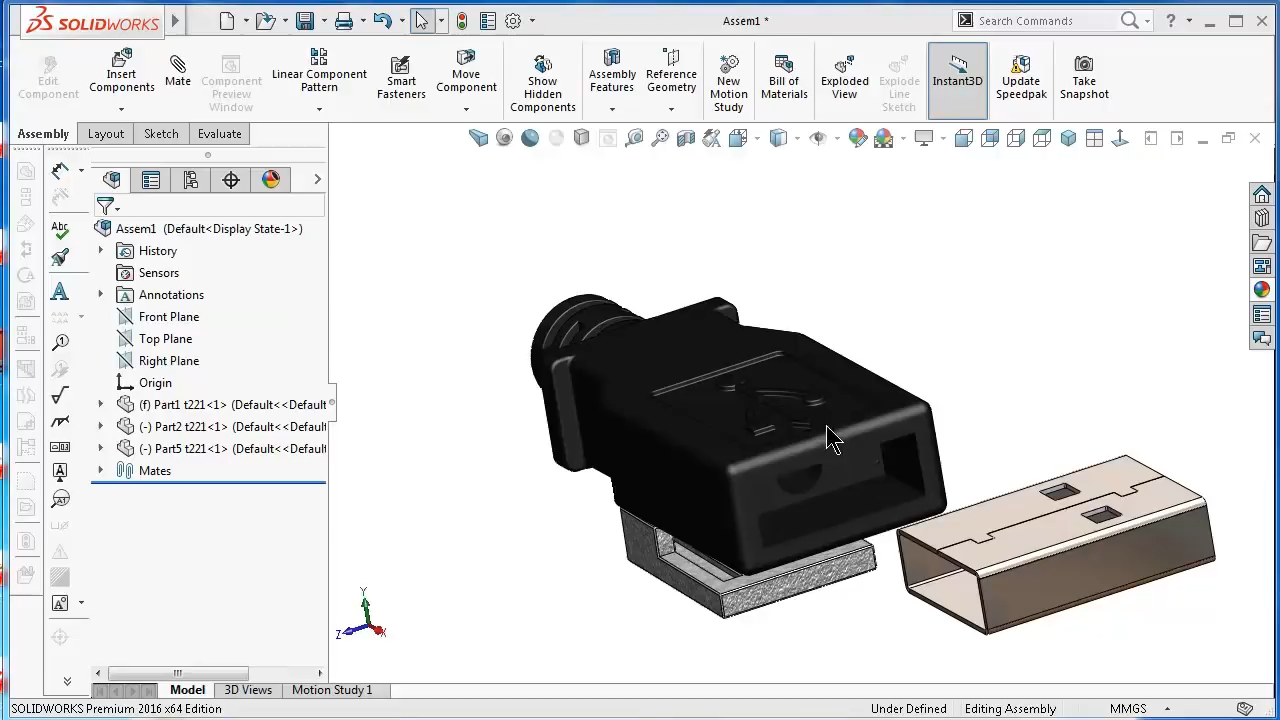 SOLIDWORKS
Assem1 *
Search Commands
?
Edit
Component
Insert
Components
Mate
Component
Preview
Window
Linear Component
Pattern
Smart
Fasteners
Move
Component
Show
Hidden
Components
Assembly
Features
Reference
Geometry
New
Motion
Study
Bill of
Materials
Exploded
View
Explode
Line
Sketch
Instant3D
Update
Speedpak
Take
Snapshot
Assembly
Layout
Sketch
Evaluate
Assem1 (Default<Display State-1>)
History
Sensors
Annotations
Front Plane
Top Plane
Right Plane
Origin
(f) Part1 t221<1> (Default<<Default
(-) Part2 t221<1> (Default<<Default
(-) Part5 t221<1> (Default<<Default
Mates
Abc
A
Y
Z
X
Model
3D Views
Motion Study 1
SOLIDWORKS Premium 2016 x64 Edition
Under Defined
Editing Assembly
MMGS